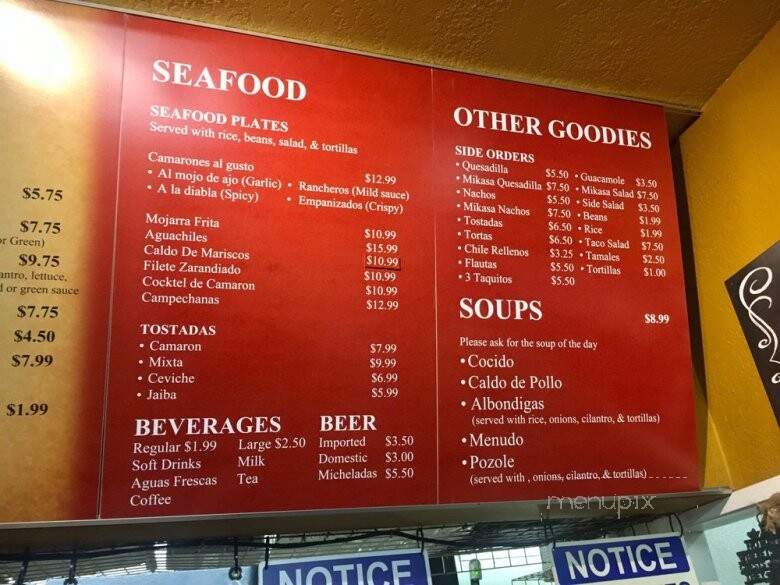 $5.75
$7.75
or Green)
$9.75
antro, lettuce,
d or green sauce
$7.75
$4.50
$7.99
$1.99
SEAFOOD
SEAFOOD PLATES
Served with rice, beans, salad, & tortillas
Camarones al gusto $12.99
• Al mojo de ajo (Garlic) • Rancheros (Mild sauce)
• A la diabla (Spicy) • Empanizados (Crispy)
Mojarra Frita $10.99
Aguachiles $15.99
Caldo De Mariscos $10.99
Filete Zarandiado $10.99
Cocktel de Camaron $10.99
Campechanas $12.99
TOSTADAS
• Camaron $7.99
• Mixta $9.99
• Ceviche $6.99
• Jaiba $5.99
BEVERAGES
Regular $1.99 Large $2.50
Soft Drinks Milk
Aguas Frescas Tea
Coffee
BEER
Imported $3.50
Domestic $3.00
Micheladas $5.50
OTHER GOODIES
SIDE ORDERS
• Quesadilla $5.50 • Guacamole $3.50
• Mikasa Quesadilla $7.50 • Mikasa Salad $7.50
• Nachos $5.50 • Side Salad $3.50
• Mikasa Nachos $7.50 • Beans $1.99
• Tostadas $6.50 • Rice $1.99
• Tortas $6.50 • Taco Salad $7.50
• Chile Rellenos $3.25 • Tamales $2.50
• Flautas $5.50 • Tortillas $1.00
• 3 Taquitos $5.50
SOUPS $8.99
Please ask for the soup of the day
• Cocido
• Caldo de Pollo
• Albondigas
(served with rice, onions, cilantro, & tortillas)
• Menudo
• Pozole
(served with , onions, cilantro, & tortillas)
menupix
NOTICE
NOTICE